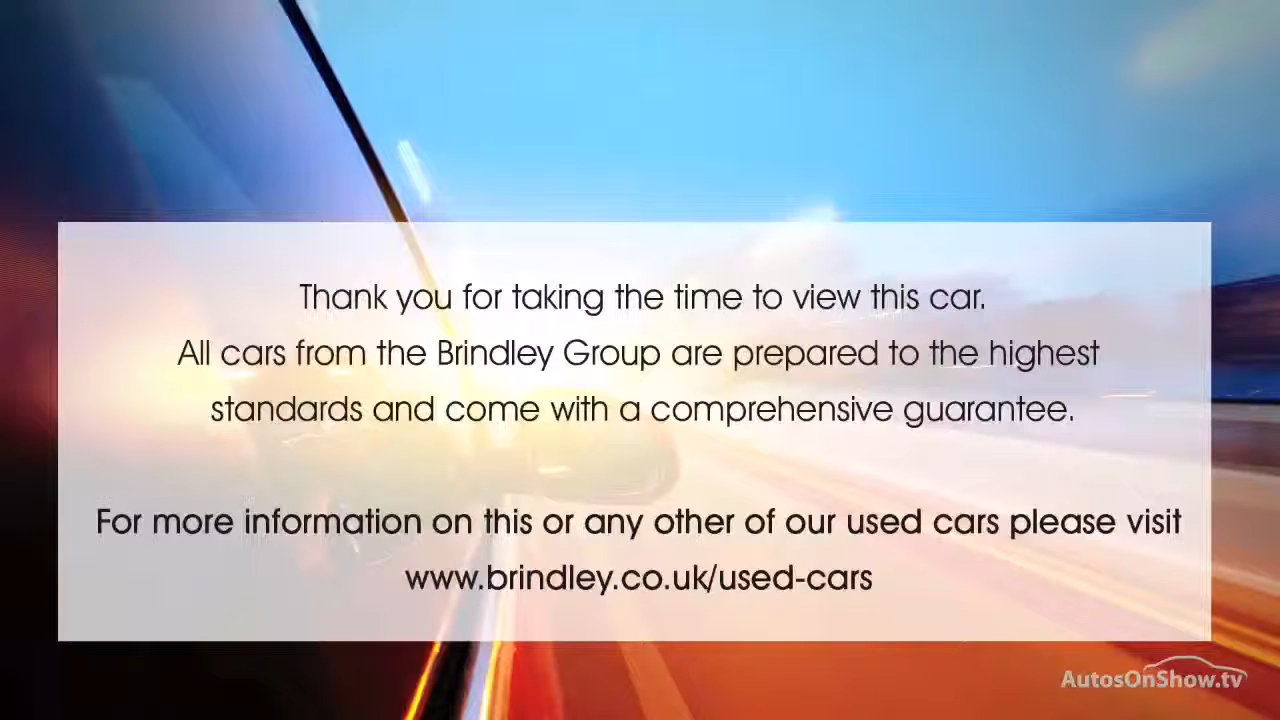 Thank you for taking the time to view this car.
All cars from the Brindley Group are prepared to the highest
standards and come with a comprehensive guarantee.
For more information on this or any other of our used cars please visit
www.brindley.co.uk/used-cars
AutosOnShow.tv